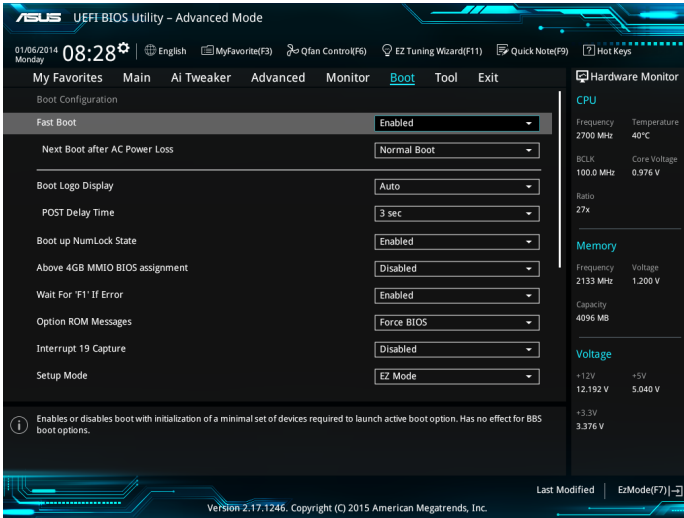 ASUS UEFI BIOS Utility – Advanced Mode
01/06/2014 Monday 08:28 English MyFavorite(F3) Qfan Control(F6) EZ Tuning Wizard(F11) Quick Note(F9) ? Hot Keys
My Favorites Main Ai Tweaker Advanced Monitor Boot Tool Exit
Boot Configuration
Fast Boot Enabled
Next Boot after AC Power Loss Normal Boot
Boot Logo Display Auto
POST Delay Time 3 sec
Boot up NumLock State Enabled
Above 4GB MMIO BIOS assignment Disabled
Wait For 'F1' If Error Enabled
Option ROM Messages Force BIOS
Interrupt 19 Capture Disabled
Setup Mode EZ Mode
Hardware Monitor
CPU
Frequency Temperature
2700 MHz 40°C
BCLK Core Voltage
100.0 MHz 0.976 V
Ratio
27x
Memory
Frequency Voltage
2133 MHz 1.200 V
Capacity
4096 MB
Voltage
+12V +5V
12.192 V 5.040 V
+3.3V
3.376 V
i Enables or disables boot with initialization of a minimal set of devices required to launch active boot option. Has no effect for BBS
boot options.
Last Modified EzMode(F7)
Version 2.17.1246. Copyright (C) 2015 American Megatrends, Inc.